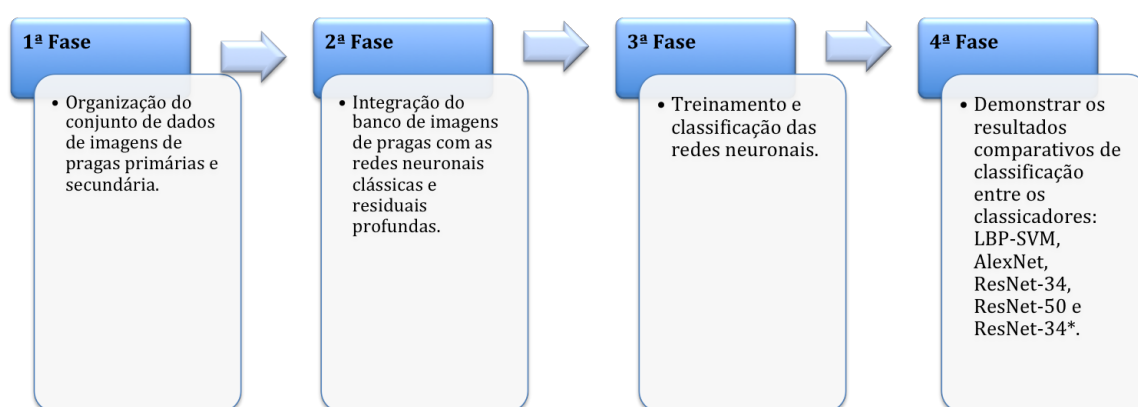 1ª Fase
• Organização do
conjunto de dados
de imagens de
pragas primárias e
secundária.
2ª Fase
• Integração do
banco de imagens
de pragas com as
redes neuronais
clássicas e
residuais
profundas.
3ª Fase
• Treinamento e
classificação das
redes neuronais.
4ª Fase
• Demonstrar os
resultados
comparativos de
classificação
entre os
classicadores:
LBP-SVM,
AlexNet,
ResNet-34,
ResNet-50 e
ResNet-34*.